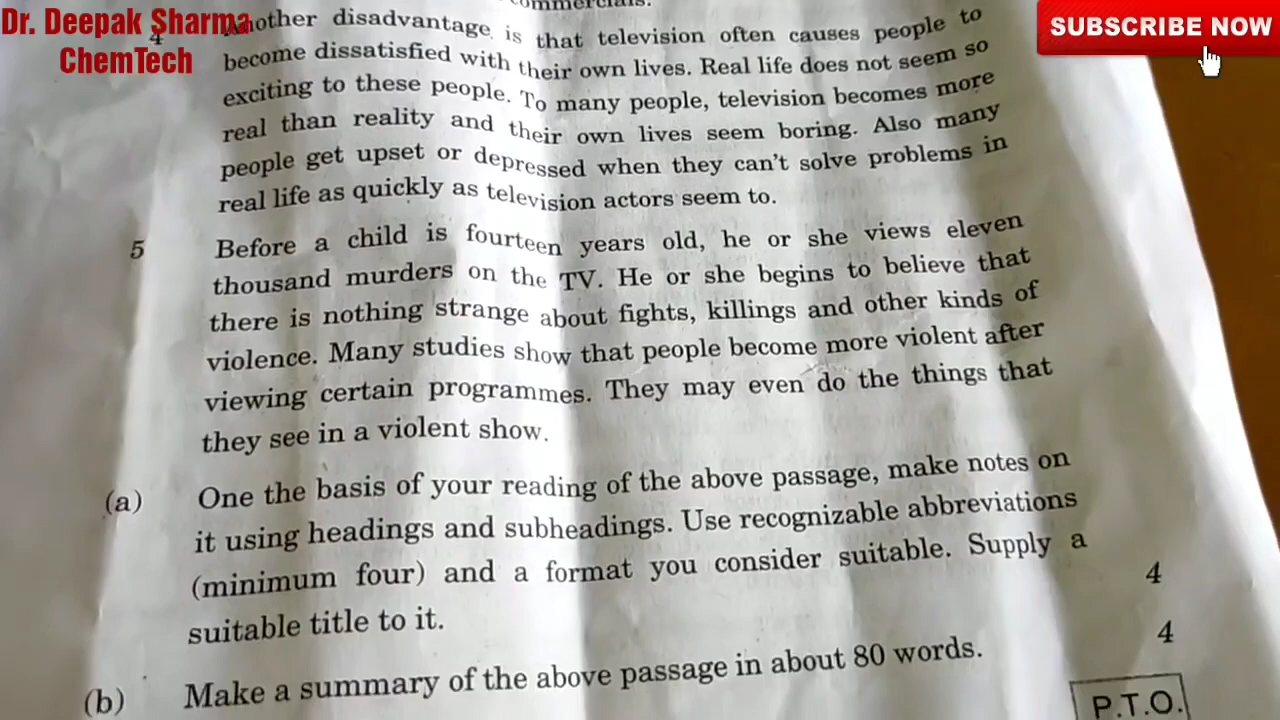 commercials.
Dr. Deepak Sharma
ChemTech
SUBSCRIBE NOW
4 Another disadvantage is that television often causes people to
become dissatisfied with their own lives. Real life does not seem so
exciting to these people. To many people, television becomes more
real than reality and their own lives seem boring. Also many
people get upset or depressed when they can't solve problems in
real life as quickly as television actors seem to.
5 Before a child is fourteen years old, he or she views eleven
thousand murders on the TV. He or she begins to believe that
there is nothing strange about fights, killings and other kinds of
violence. Many studies show that people become more violent after
viewing certain programmes. They may even do the things that
they see in a violent show.
(a) One the basis of your reading of the above passage, make notes on
it using headings and subheadings. Use recognizable abbreviations
(minimum four) and a format you consider suitable. Supply a
suitable title to it. 4
(b) Make a summary of the above passage in about 80 words. 4
P.T.O.